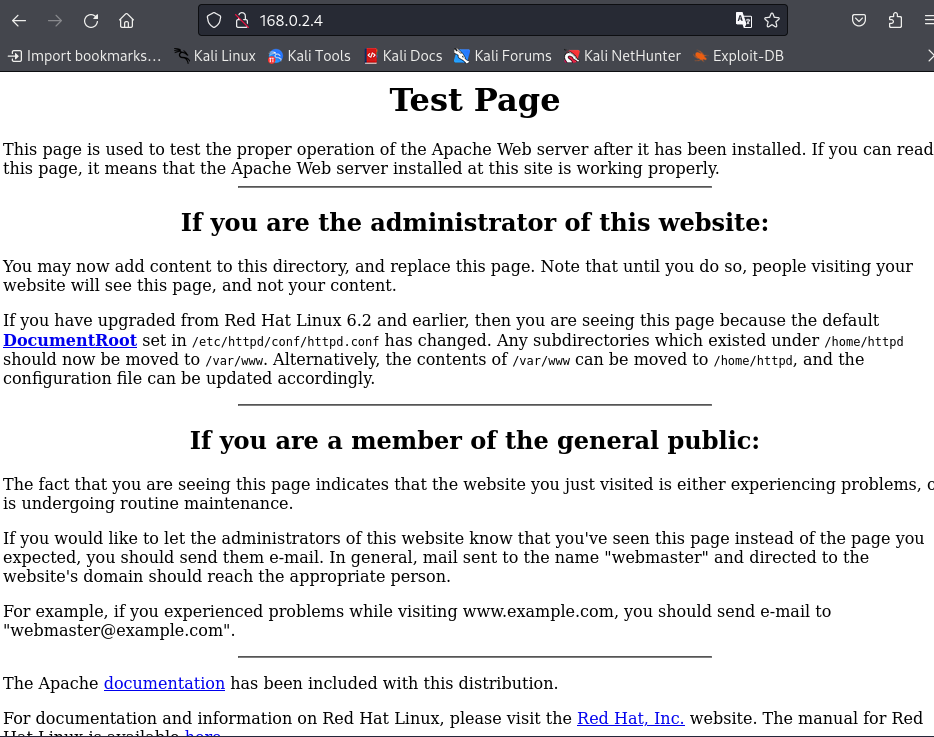 168.0.2.4
Import bookmarks... Kali Linux Kali Tools Kali Docs Kali Forums Kali NetHunter Exploit-DB
Test Page
This page is used to test the proper operation of the Apache Web server after it has been installed. If you can read
this page, it means that the Apache Web server installed at this site is working properly.
If you are the administrator of this website:
You may now add content to this directory, and replace this page. Note that until you do so, people visiting your
website will see this page, and not your content.
If you have upgraded from Red Hat Linux 6.2 and earlier, then you are seeing this page because the default
DocumentRoot set in /etc/httpd/conf/httpd.conf has changed. Any subdirectories which existed under /home/httpd
should now be moved to /var/www. Alternatively, the contents of /var/www can be moved to /home/httpd, and the
configuration file can be updated accordingly.
If you are a member of the general public:
The fact that you are seeing this page indicates that the website you just visited is either experiencing problems,
is undergoing routine maintenance.
If you would like to let the administrators of this website know that you've seen this page instead of the page you
expected, you should send them e-mail. In general, mail sent to the name "webmaster" and directed to the
website's domain should reach the appropriate person.
For example, if you experienced problems while visiting www.example.com, you should send e-mail to
"webmaster@example.com".
The Apache documentation has been included with this distribution.
For documentation and information on Red Hat Linux, please visit the Red Hat, Inc. website. The manual for Red
Hat Linux is available here